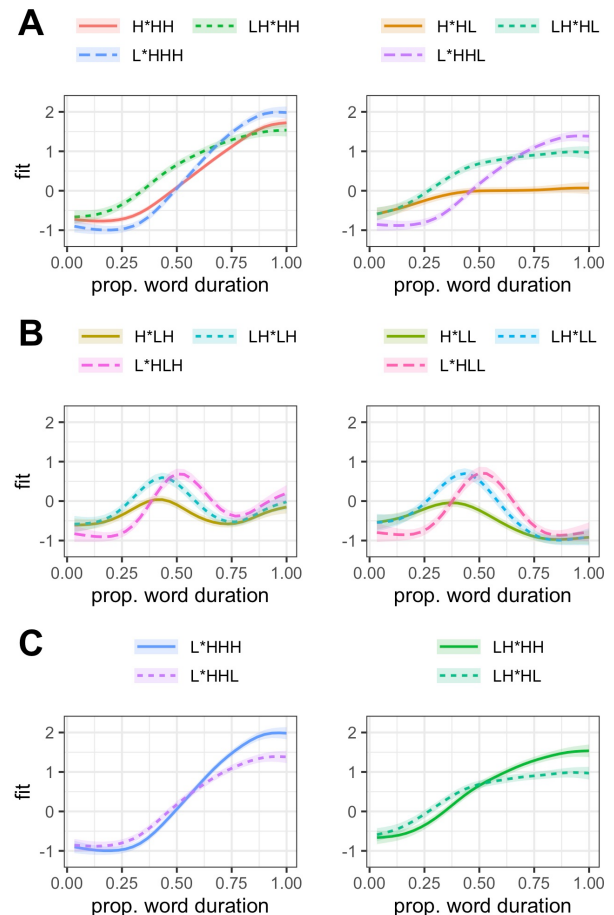 A
H*HH LH*HH
L*HHH
H*HL LH*HL
L*HHL
fit
2
1
0
-1
0.00 0.25 0.50 0.75 1.00
prop. word duration
2
1
0
-1
0.00 0.25 0.50 0.75 1.00
prop. word duration
B
H*LH LH*LH
L*HLH
H*LL LH*LL
L*HLL
fit
2
1
0
-1
0.00 0.25 0.50 0.75 1.00
prop. word duration
2
1
0
-1
0.00 0.25 0.50 0.75 1.00
prop. word duration
C
L*HHH
L*HHL
LH*HH
LH*HL
fit
2
1
0
-1
0.00 0.25 0.50 0.75 1.00
prop. word duration
2
1
0
-1
0.00 0.25 0.50 0.75 1.00
prop. word duration